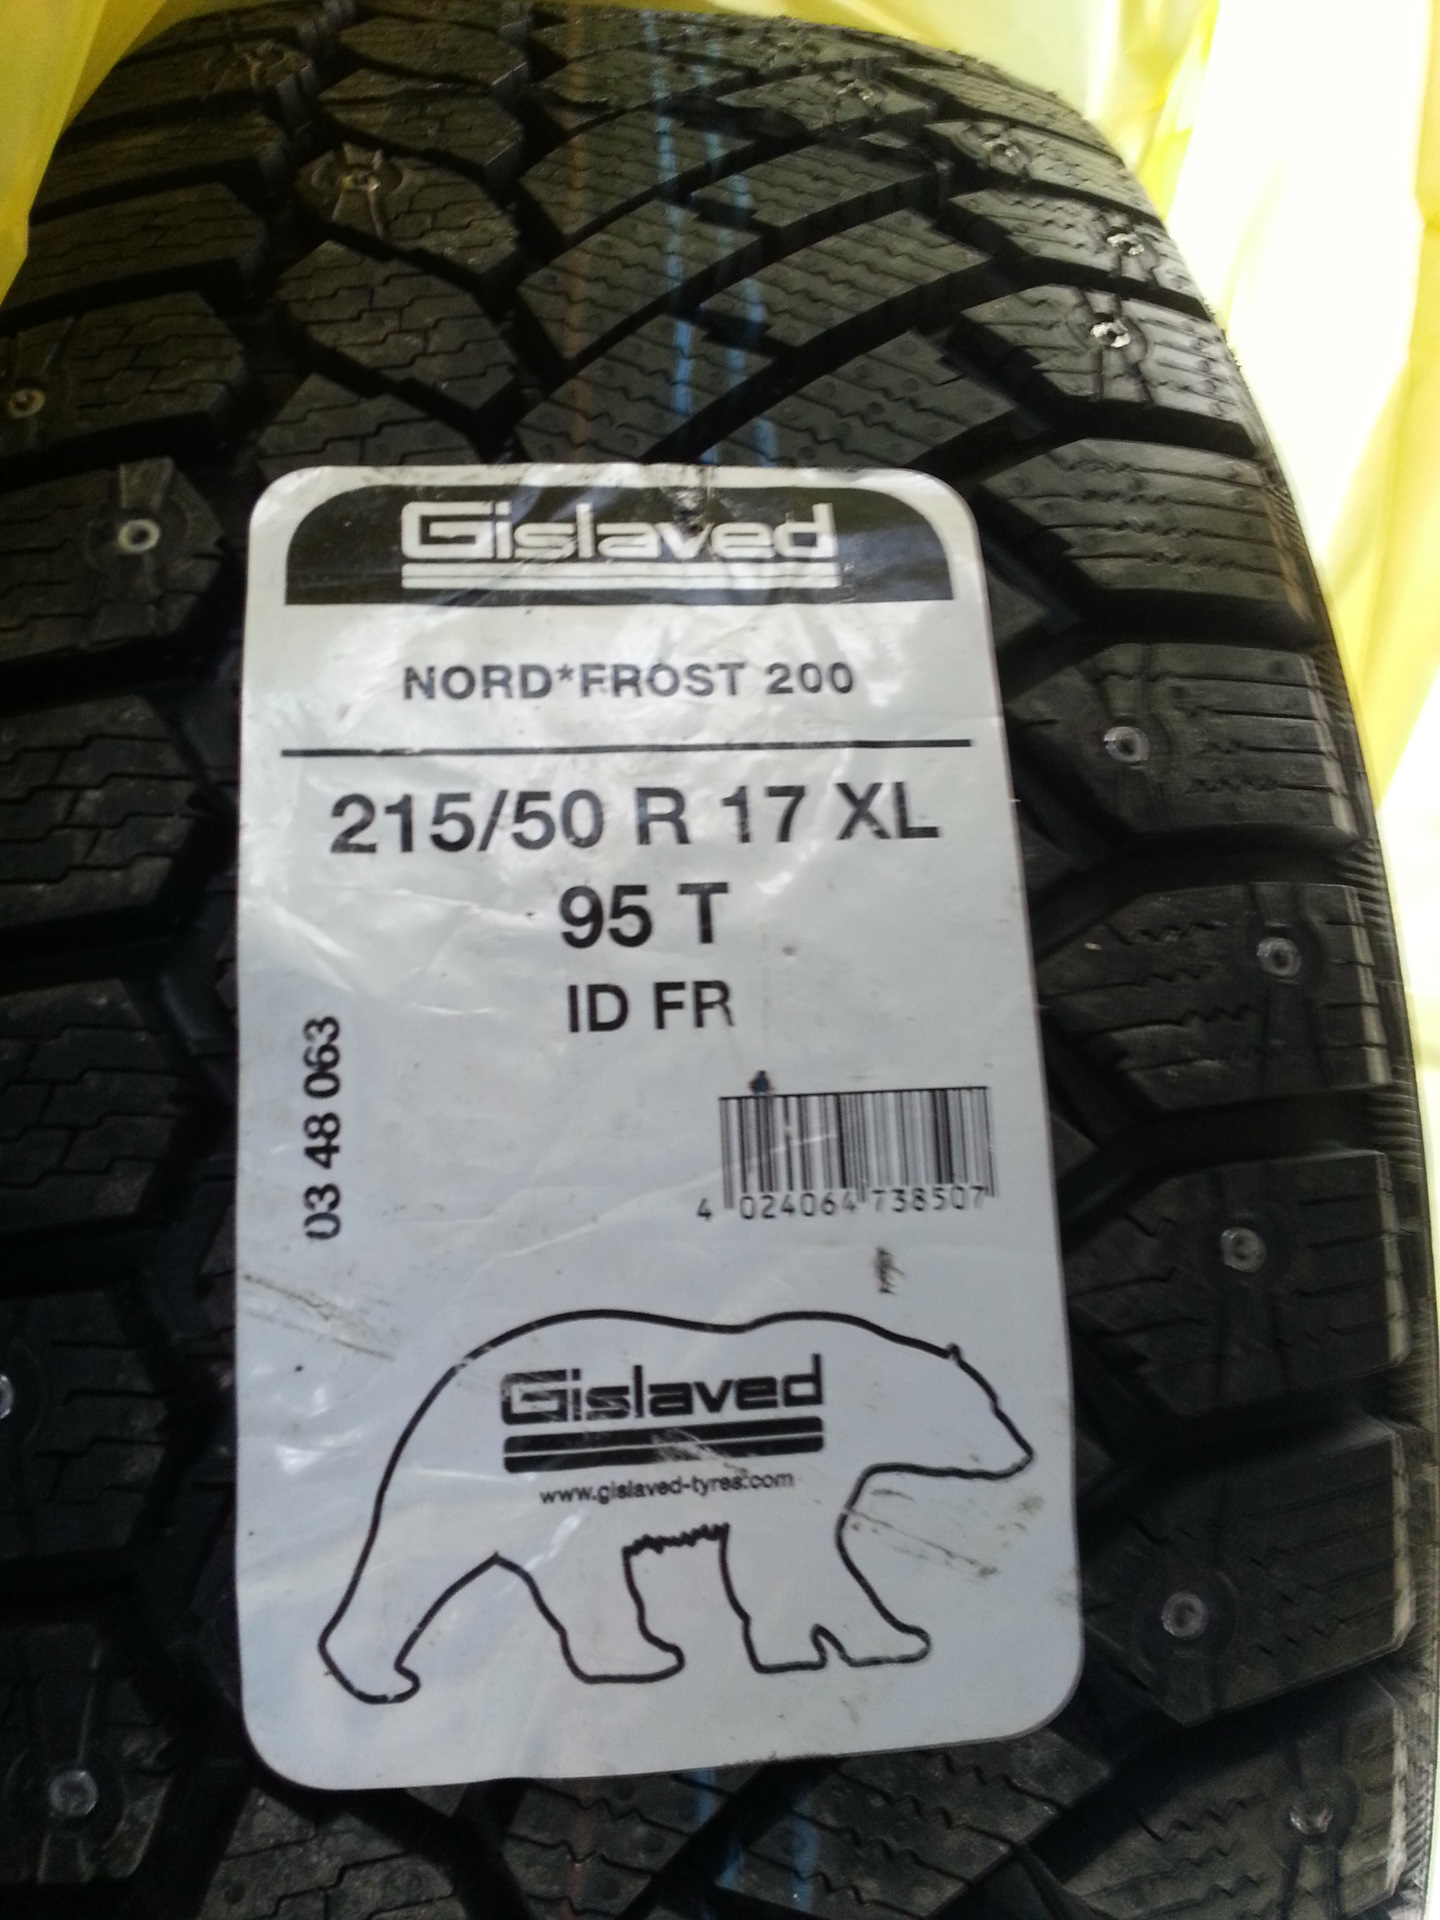 Gislaved
NORD*FROST 200
215/50 R 17 XL
95 T
ID FR
03 48 063
4 024064 738507
Gislaved
www.gislaved-tyres.com